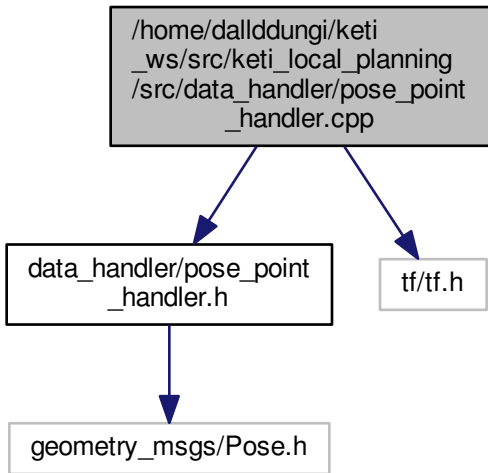 /home/dallddungi/keti
_ws/src/keti_local_planning
/src/data_handler/pose_point
_handler.cpp
data_handler/pose_point
_handler.h
tf/tf.h
geometry_msgs/Pose.h